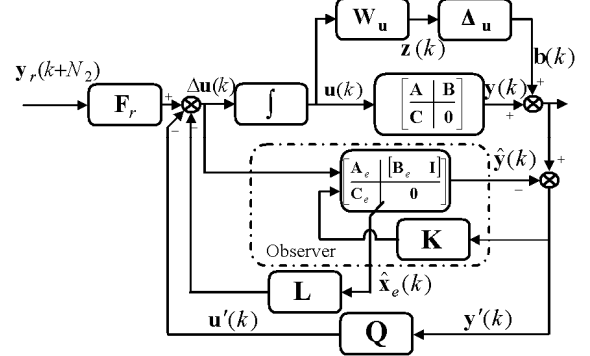 W_u
Δ_u
z(k)
b(k)
y_r(k+N_2)
F_r
+
−
−
Δu(k)
∫
u(k)
A B
C 0
y(k)
+
+
ŷ(k)
+
−
A_e [B_e I]
C_e 0
K
Observer
L
x̂_e(k)
u'(k)
Q
y'(k)